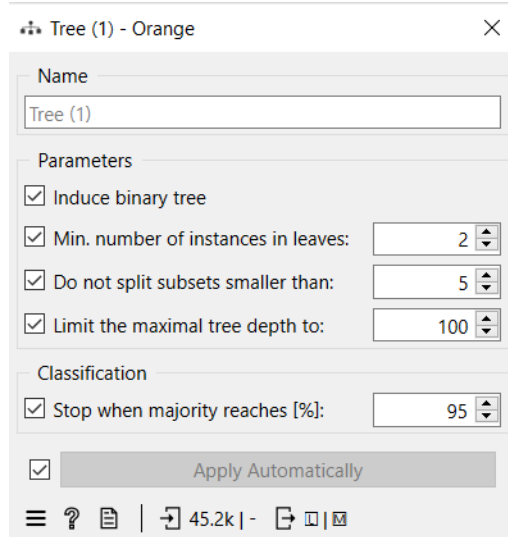 Tree (1) - Orange
Name
Tree (1)
Parameters
Induce binary tree
Min. number of instances in leaves: 2
Do not split subsets smaller than: 5
Limit the maximal tree depth to: 100
Classification
Stop when majority reaches [%]: 95
Apply Automatically
? | 45.2k | - L | M